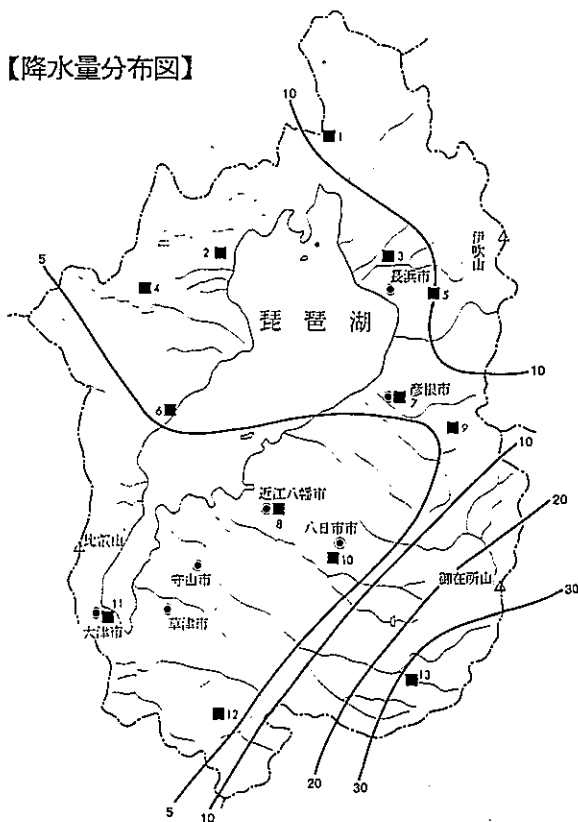 【降水量分布図】
10
1
5
2
3
伊吹山
長浜市
4
5
琵琶湖
10
6
彦根市
7
9
10
近江八幡市
8
20
八日市市
比叡山
10
守山市
御在所山
30
11
大津市
草津市
13
12
20
30
5
10